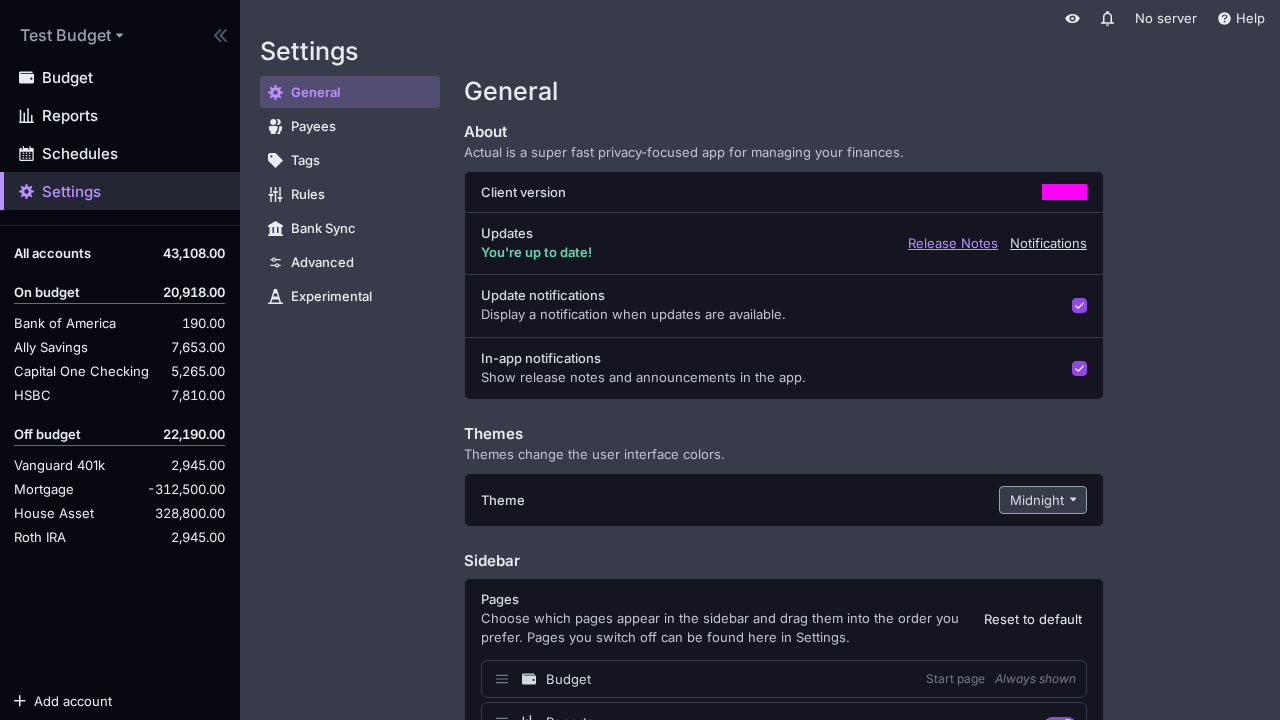 Test Budget
Budget
Reports
Schedules
Settings
All accounts 43,108.00
On budget 20,918.00
Bank of America 190.00
Ally Savings 7,653.00
Capital One Checking 5,265.00
HSBC 7,810.00
Off budget 22,190.00
Vanguard 401k 2,945.00
Mortgage -312,500.00
House Asset 328,800.00
Roth IRA 2,945.00
Add account
No server
Help
Settings
General
Payees
Tags
Rules
Bank Sync
Advanced
Experimental
General
About
Actual is a super fast privacy-focused app for managing your finances.
Client version
Updates
You're up to date!
Release Notes Notifications
Update notifications
Display a notification when updates are available.
In-app notifications
Show release notes and announcements in the app.
Themes
Themes change the user interface colors.
Theme Midnight
Sidebar
Pages
Choose which pages appear in the sidebar and drag them into the order you
prefer. Pages you switch off can be found here in Settings.
Reset to default
Budget Start page Always shown